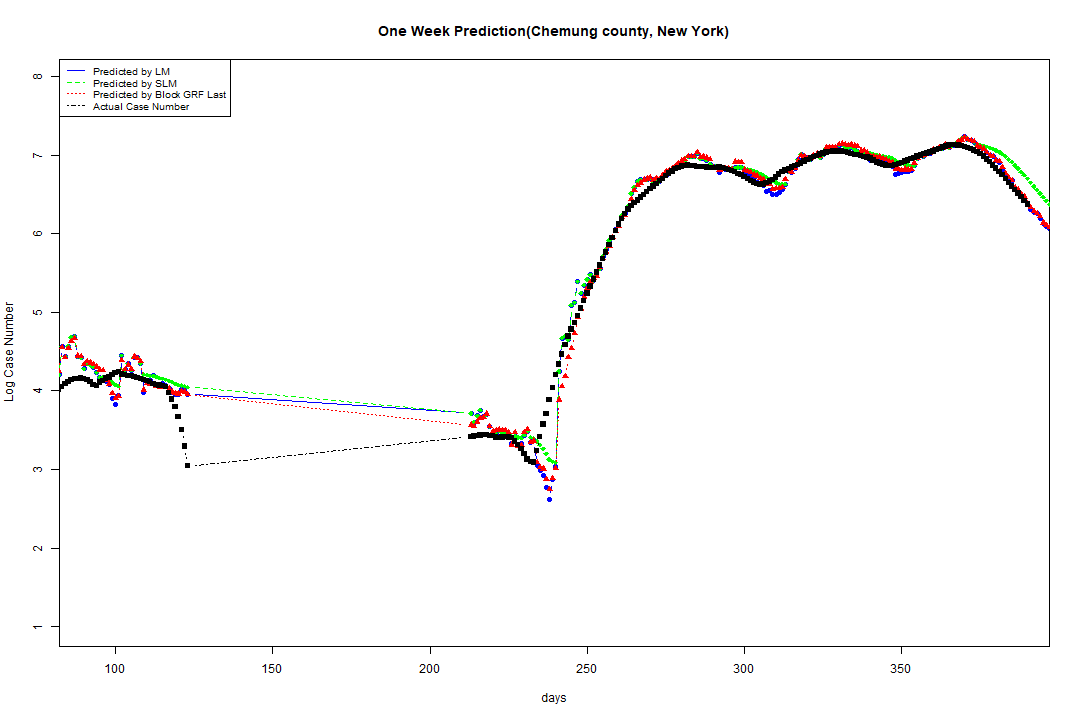 One Week Prediction(Chemung county, New York)
Predicted by LM
Predicted by SLM
Predicted by Block GRF Last
Actual Case Number
8
7
6
5
4
3
2
1
Log Case Number
100 150 200 250 300 350
days